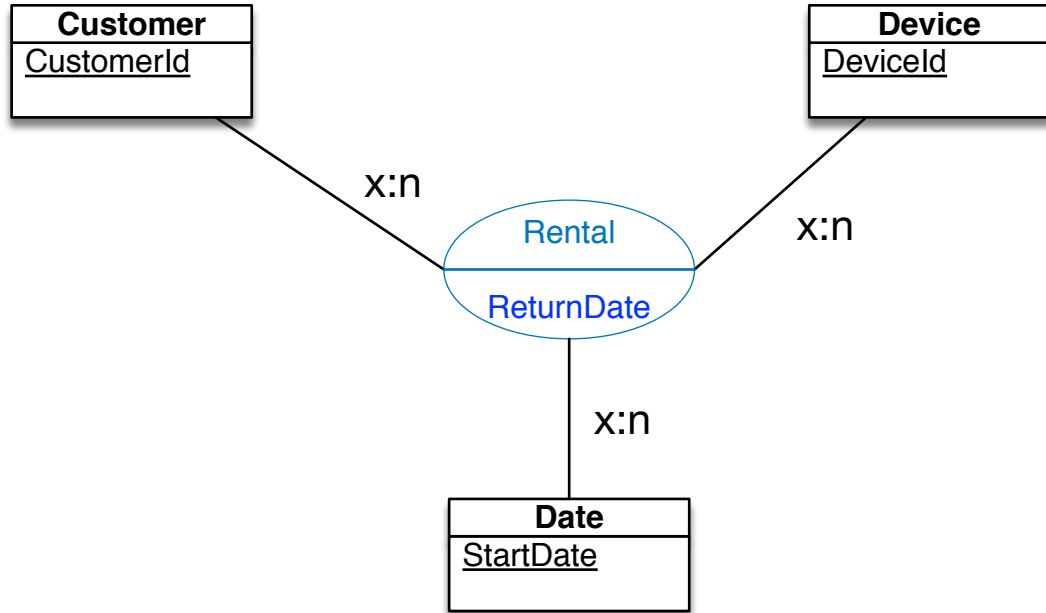 Customer
CustomerId
Device
DeviceId
x:n
x:n
Rental
ReturnDate
x:n
Date
StartDate